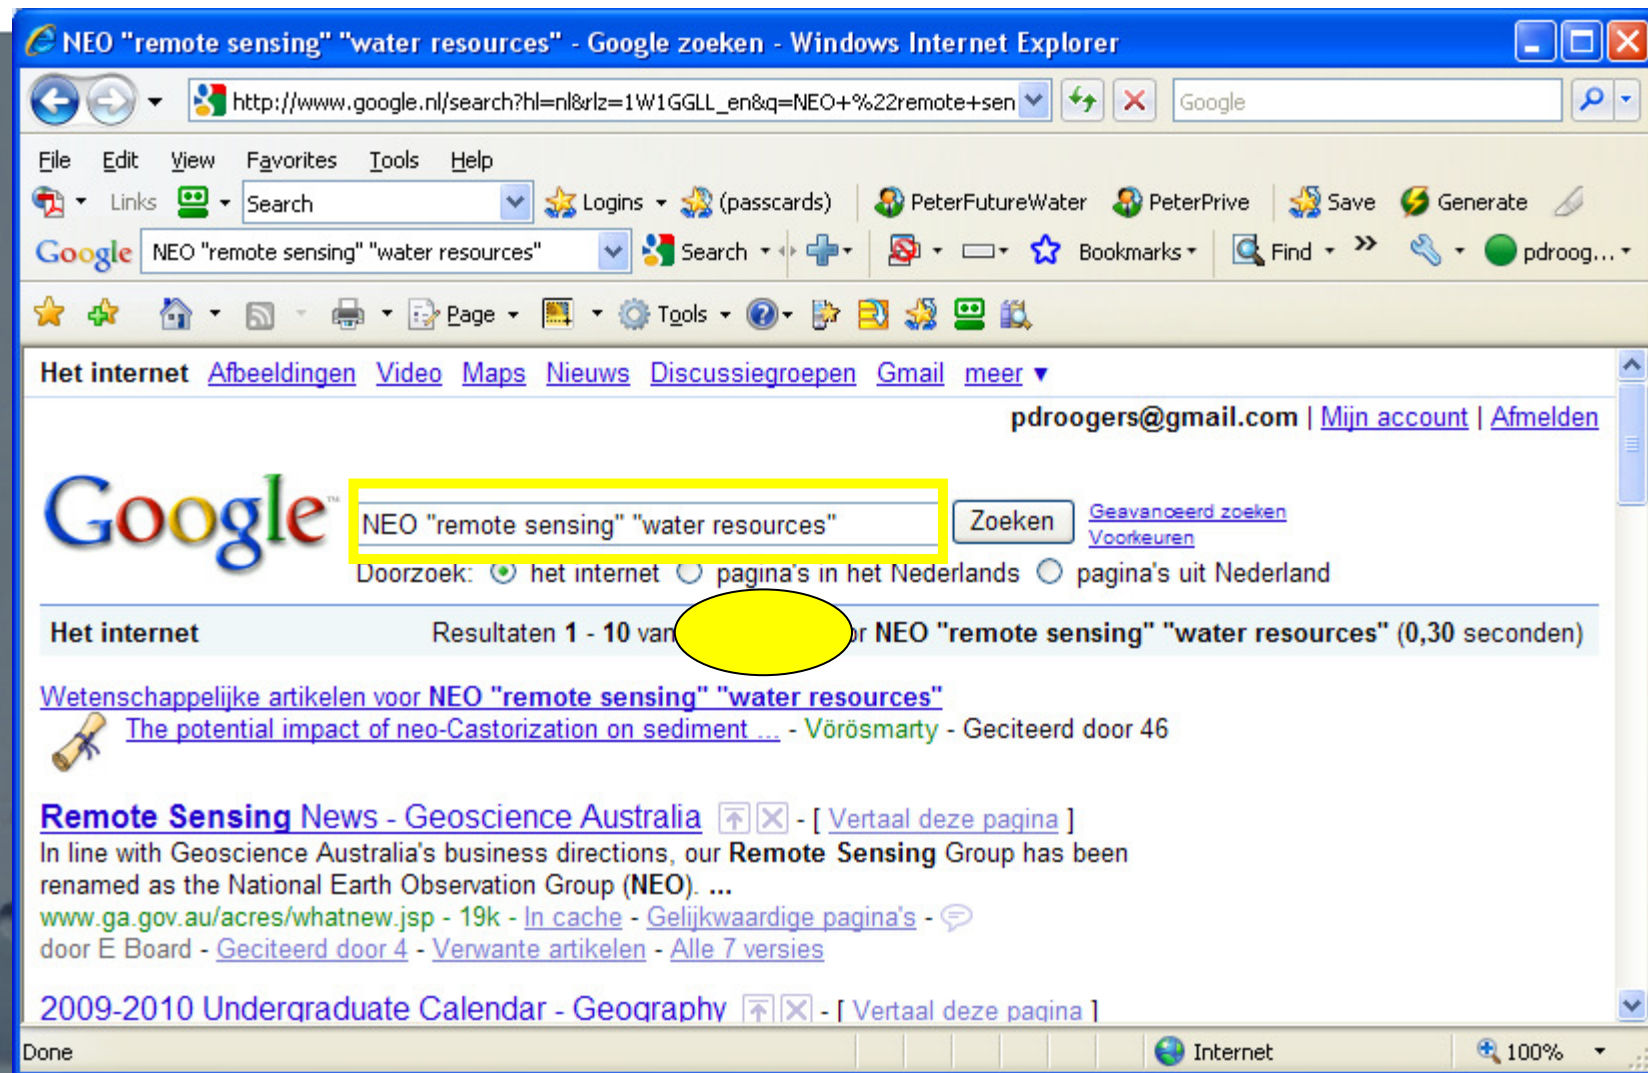 NEO "remote sensing" "water resources" - Google zoeken - Windows Internet Explorer
http://www.google.nl/search?hl=nl&rlz=1W1GGLL_en&q=NEO+%22remote+sen Google
File Edit View Favorites Tools Help
Links Search Logins (passcards) PeterFutureWater PeterPrive Save Generate
Google NEO "remote sensing" "water resources" Search Bookmarks Find » pdroog...
Page Tools
Het internet Afbeeldingen Video Maps Nieuws Discussiegroepen Gmail meer ▼
pdroogers@gmail.com | Mijn account | Afmelden
Google™ NEO "remote sensing" "water resources" Zoeken Geavanceerd zoeken
Voorkeuren
Doorzoek: het internet pagina's in het Nederlands pagina's uit Nederland
Het internet Resultaten 1 - 10 van or NEO "remote sensing" "water resources" (0,30 seconden)
Wetenschappelijke artikelen voor NEO "remote sensing" "water resources"
The potential impact of neo-Castorization on sediment ... - Vörösmarty - Geciteerd door 46
Remote Sensing News - Geoscience Australia - [ Vertaal deze pagina ]
In line with Geoscience Australia's business directions, our Remote Sensing Group has been
renamed as the National Earth Observation Group (NEO). ...
www.ga.gov.au/acres/whatnew.jsp - 19k - In cache - Gelijkwaardige pagina's -
door E Board - Geciteerd door 4 - Verwante artikelen - Alle 7 versies
2009-2010 Undergraduate Calendar - Geography - [ Vertaal deze pagina ]
Done Internet 100%